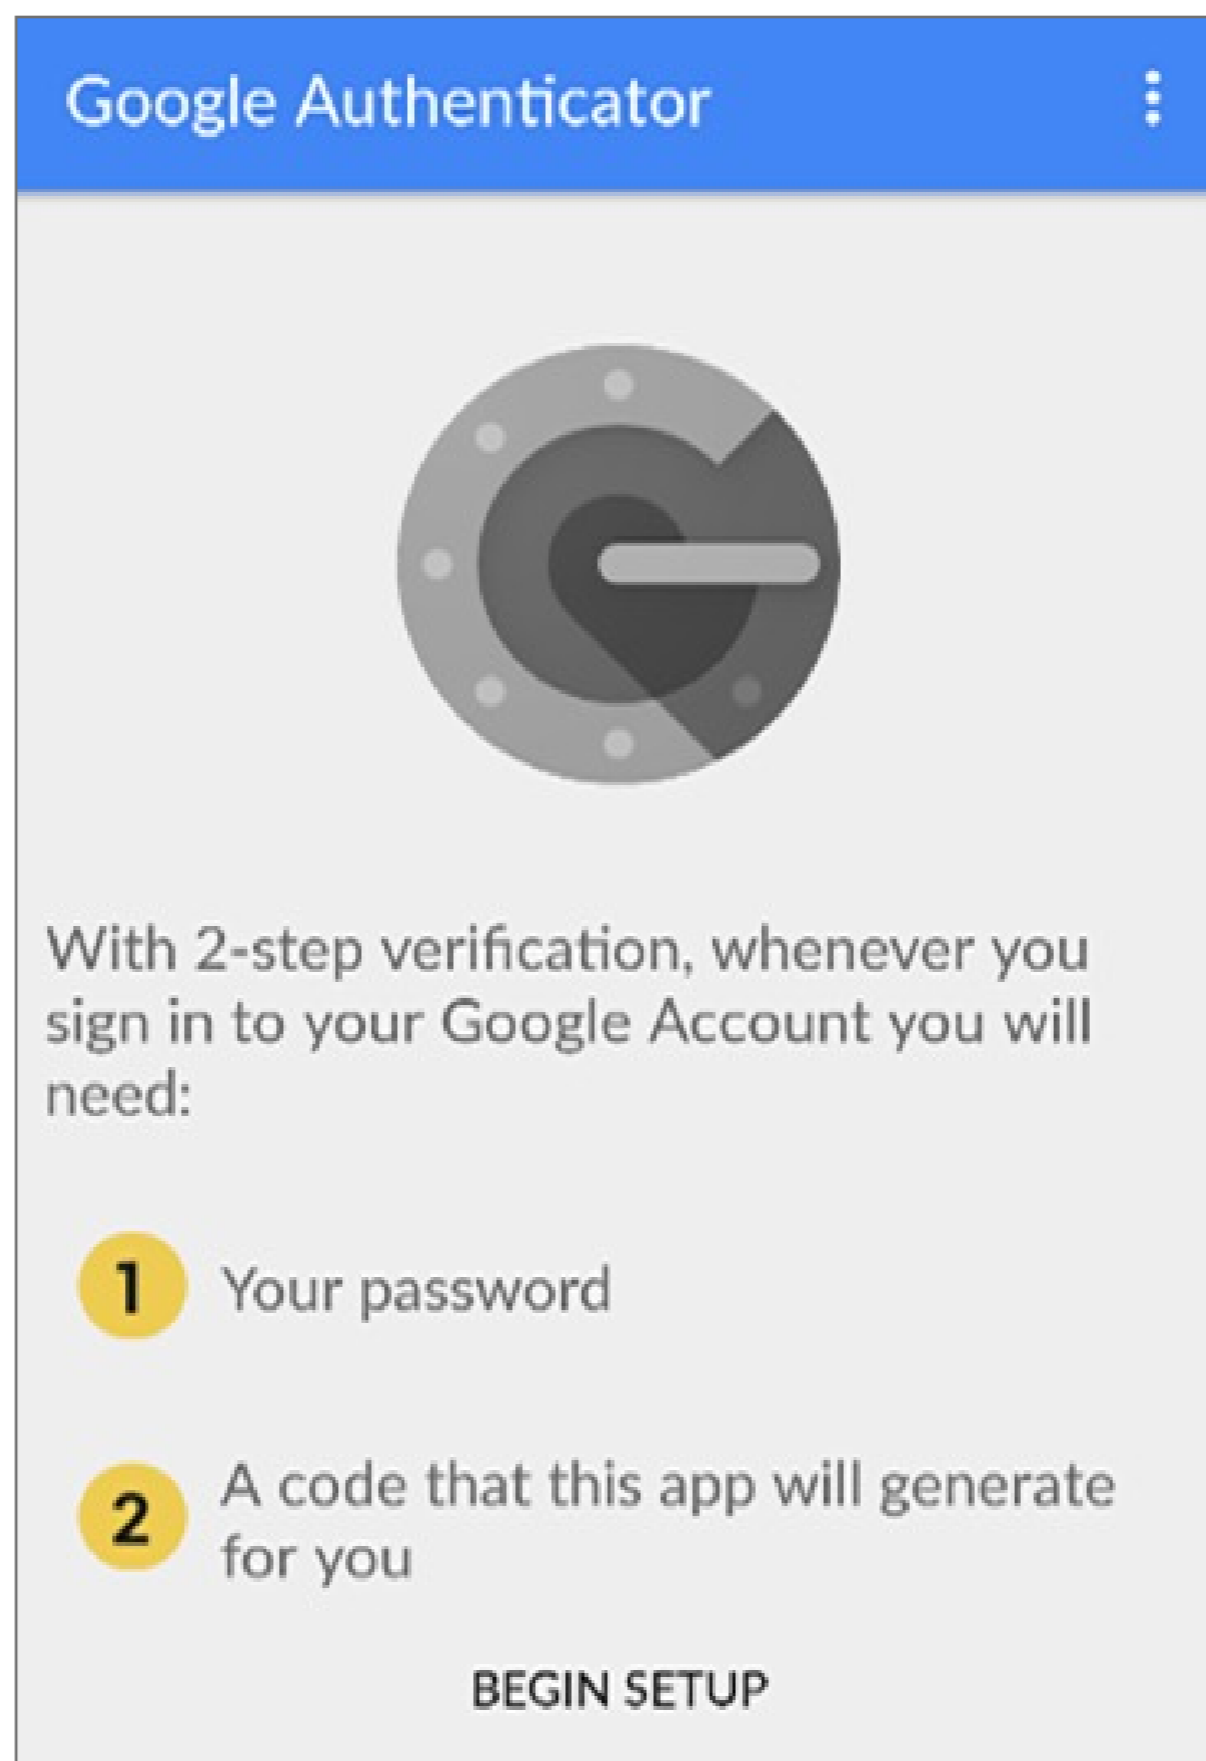 Google Authenticator
With 2-step verification, whenever you
sign in to your Google Account you will
need:
1 Your password
2 A code that this app will generate
for you
BEGIN SETUP